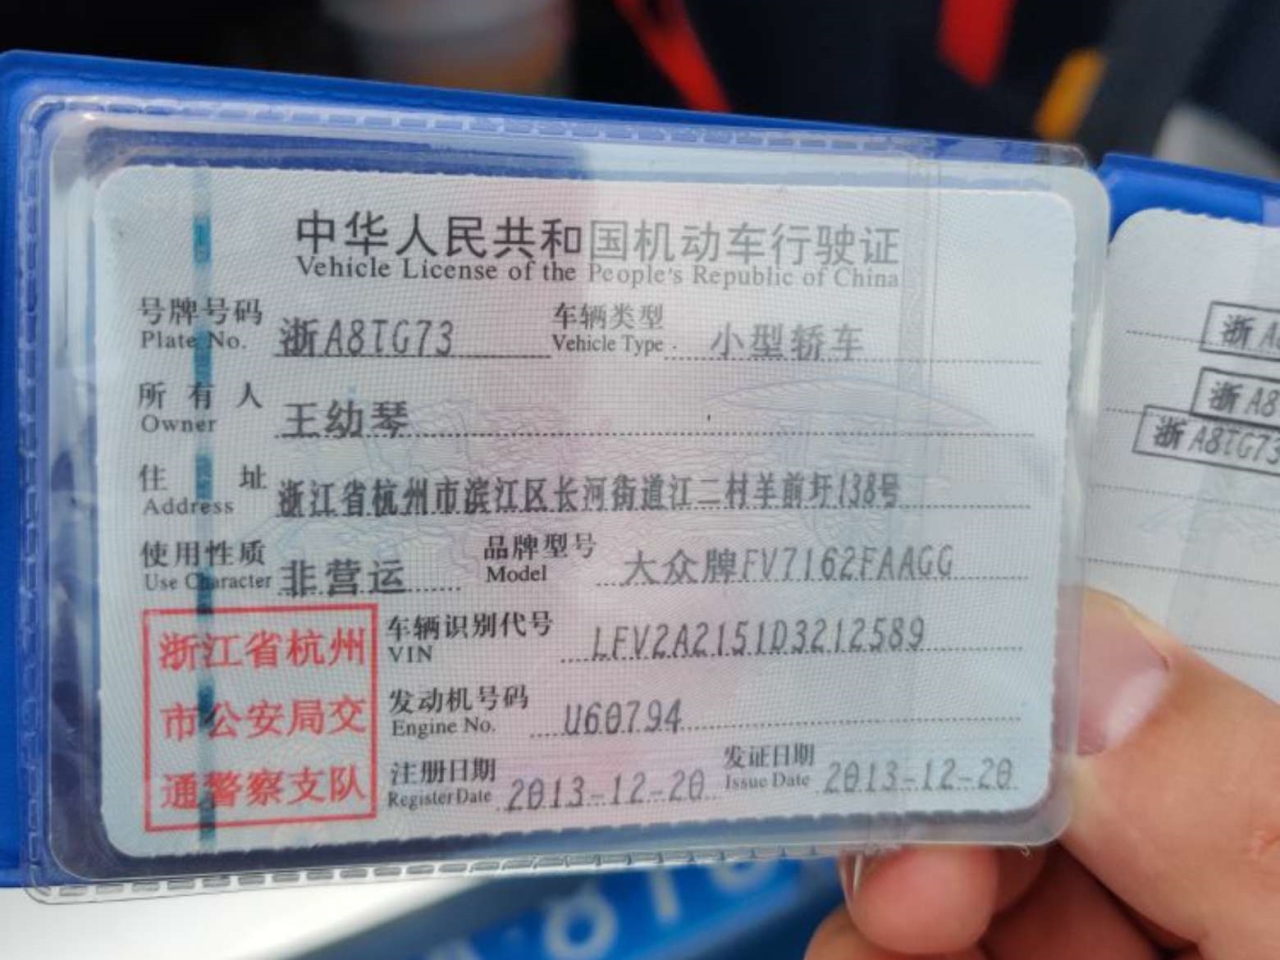 中华人民共和国机动车行驶证
Vehicle License of the People's Republic of China
号牌号码 浙A8TG73 车辆类型 小型轿车
Plate No. Vehicle Type
所有人 王幼琴
Owner
住址 浙江省杭州市滨江区长河街道江二村羊前圩138号
Address
使用性质 非营运 品牌型号 大众牌FV7162FAAGG
Use Character Model
浙江省杭州
市公安局交
通警察支队
车辆识别代号 LFV2A2151D3212589
VIN
发动机号码 U60794
Engine No.
注册日期 2013-12-20 发证日期 2013-12-20
Register Date Issue Date
浙A8
浙A8
浙A8TG73